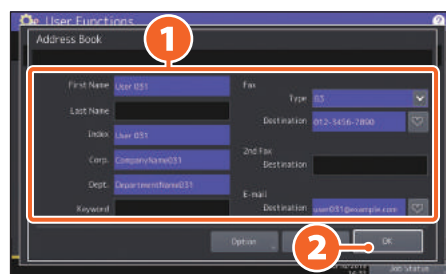 User Functions
?
Address Book
1
First Name User 031
Last Name
Index User 031
Corp. CompanyName031
Dept. DepartmentName031
Keyword
Fax
Type G3
Destination 012-3456-7890
2nd Fax
Destination
E-mail
Destination user031@example.com
Option
2
OK
Job Status